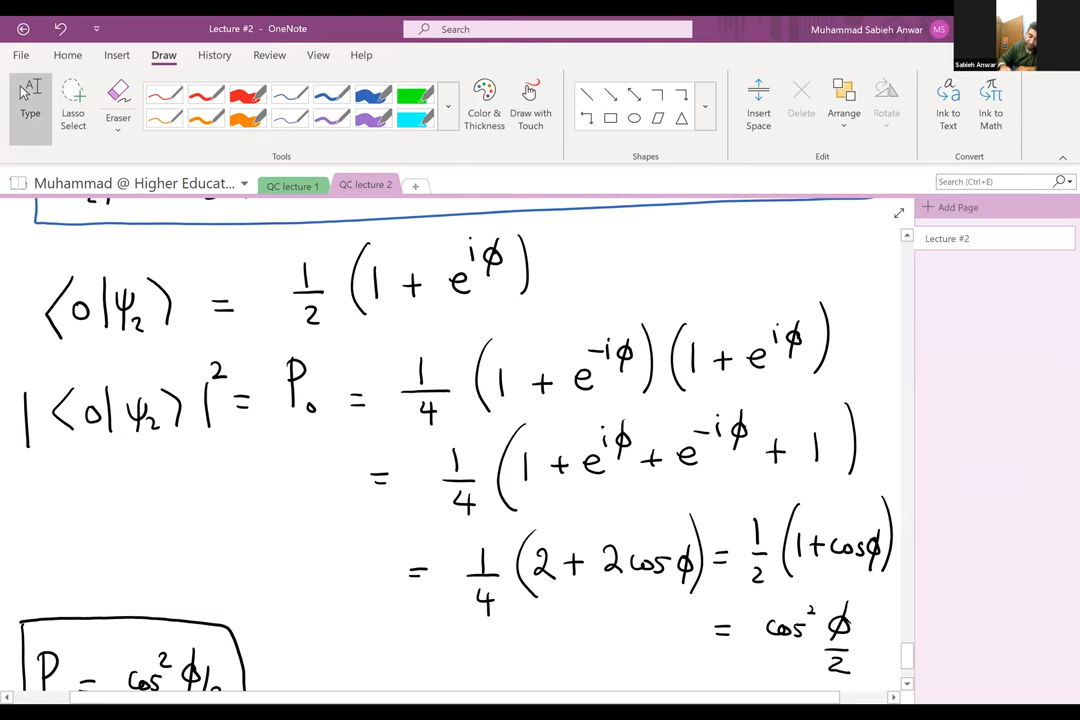 Lecture #2 - OneNote
Search
Muhammad Sabieh Anwar MS
Sabieh Anwar
File Home Insert Draw History Review View Help
Type
Lasso Select
Eraser
Color & Thickness
Draw with Touch
Insert Space
Delete
Arrange
Rotate
Ink to Text
Ink to Math
Tools Shapes Edit Convert
Muhammad @ Higher Educat... QC lecture 1 QC lecture 2 + Search (Ctrl+E)
+ Add Page
Lecture #2
⟨0|ψ₂⟩ = 1/2 (1 + e^{iϕ})
|⟨0|ψ₂⟩|² = P₀ = 1/4 (1 + e^{-iϕ})(1 + e^{iϕ})
= 1/4 (1 + e^{iϕ} + e^{-iϕ} + 1)
= 1/4 (2 + 2cosϕ) = 1/2 (1+cosϕ)
= cos² ϕ/2
P = cos² ϕ/